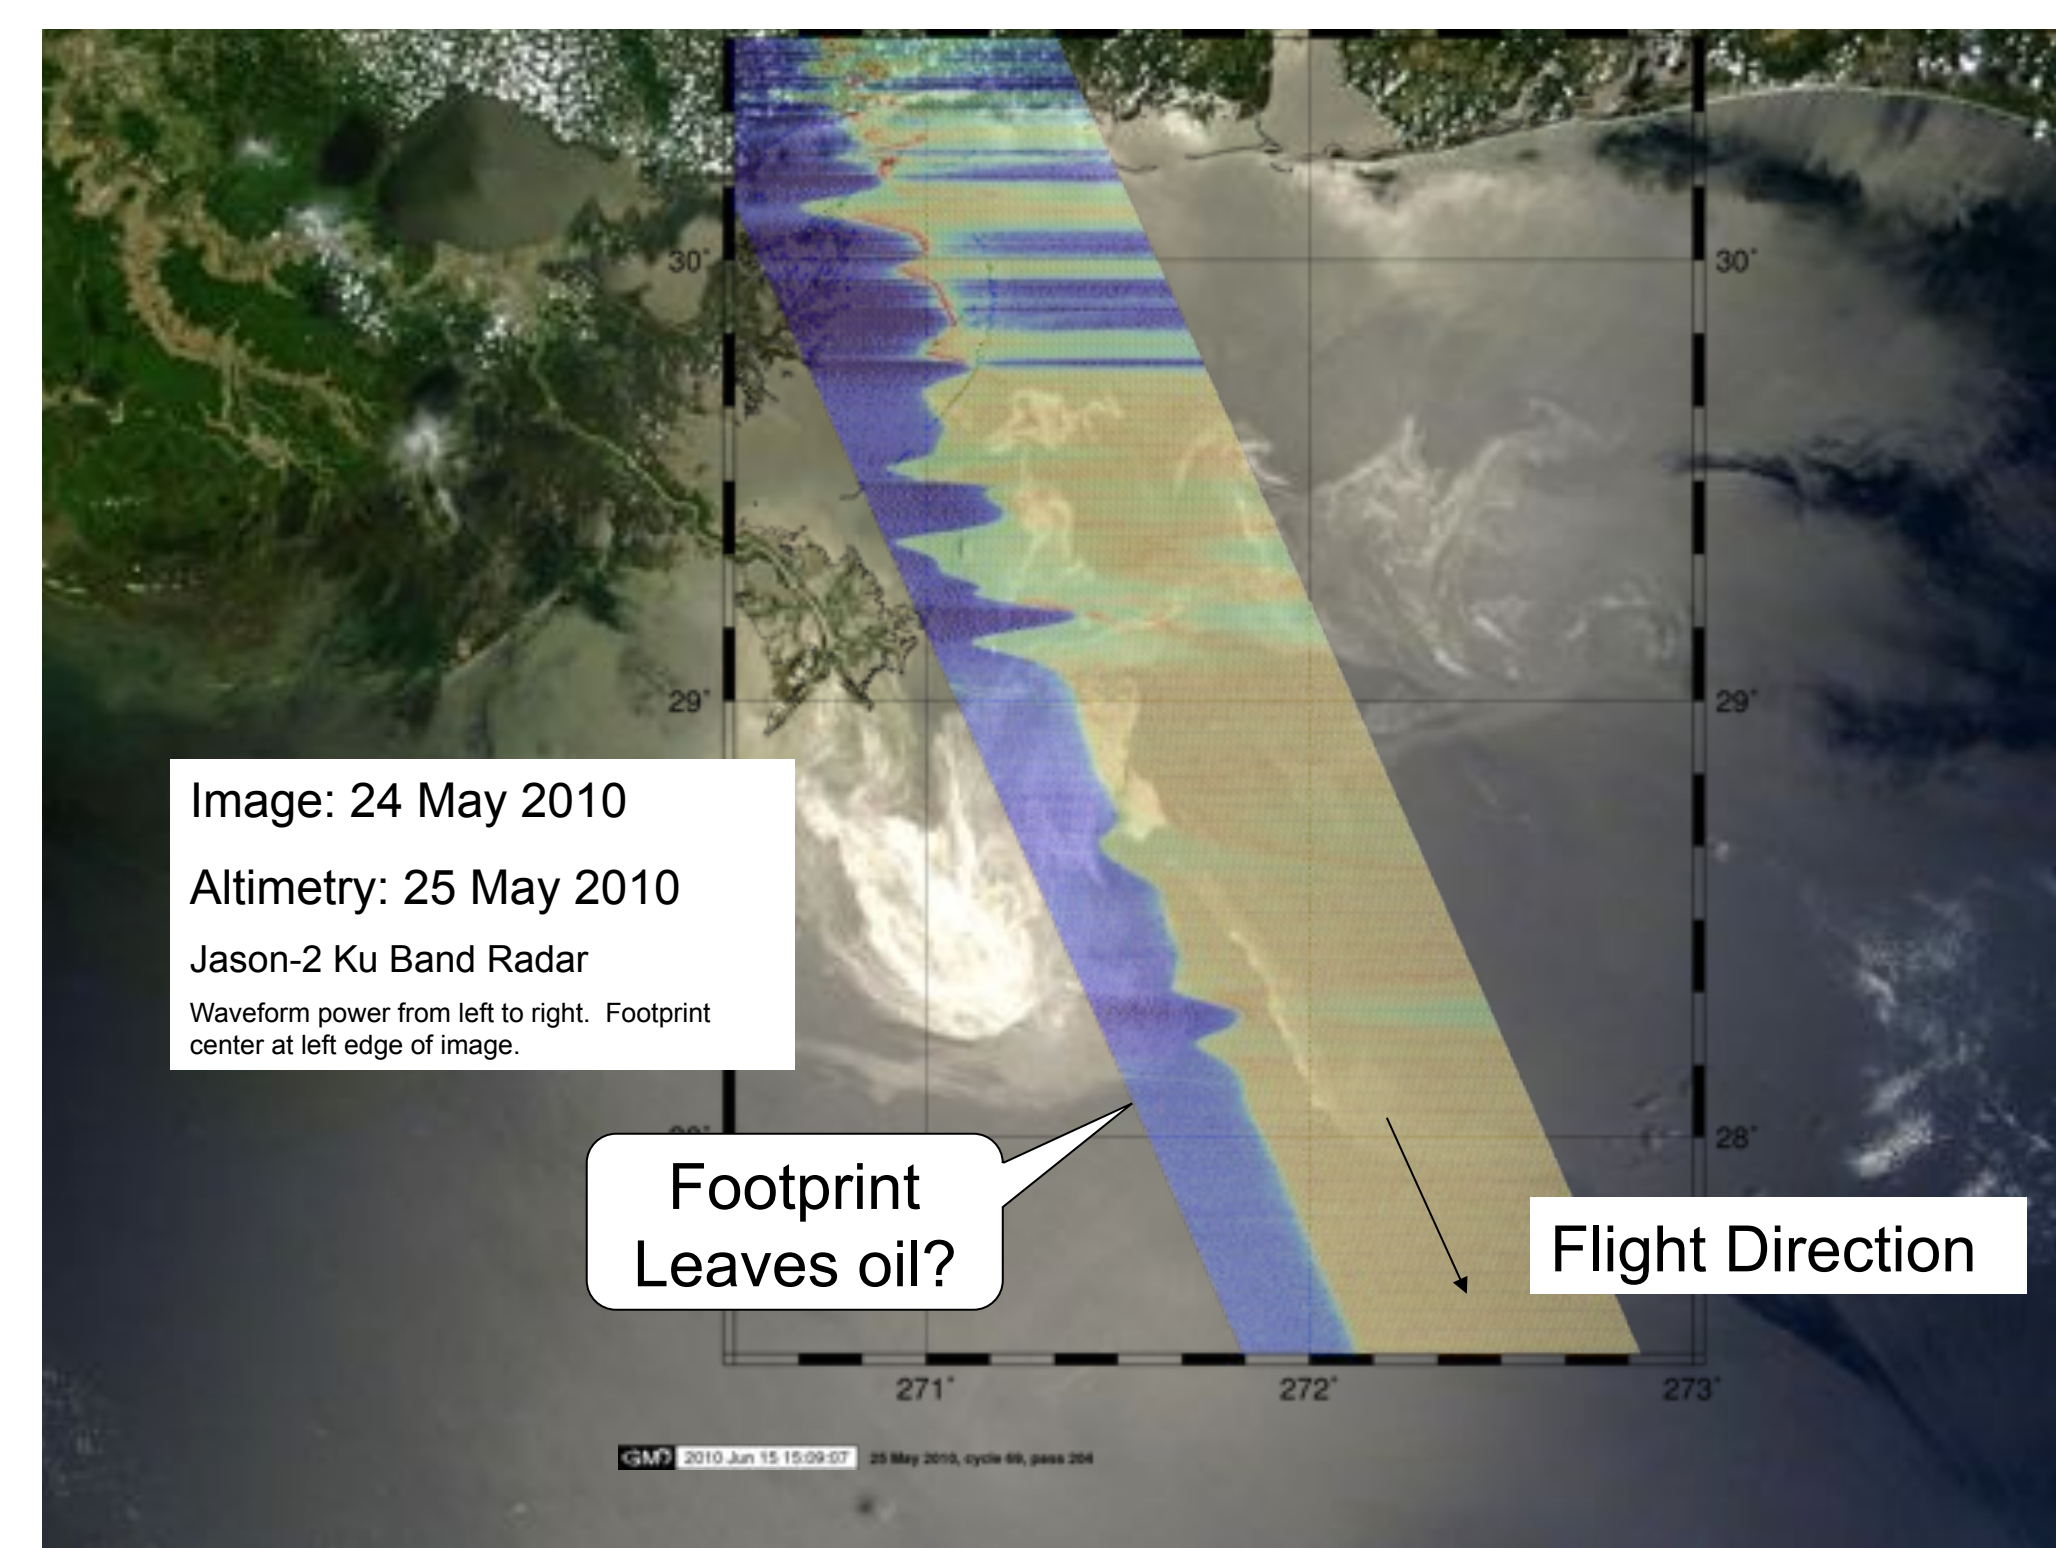 30° 30°
29° 29°
Image: 24 May 2010
Altimetry: 25 May 2010
Jason-2 Ku Band Radar
Waveform power from left to right. Footprint
center at left edge of image.
28°
Footprint
Leaves oil?
Flight Direction
271° 272° 273°
GMT 2010 Jun 15 15:09:07 25 May 2010, cycle 69, pass 204